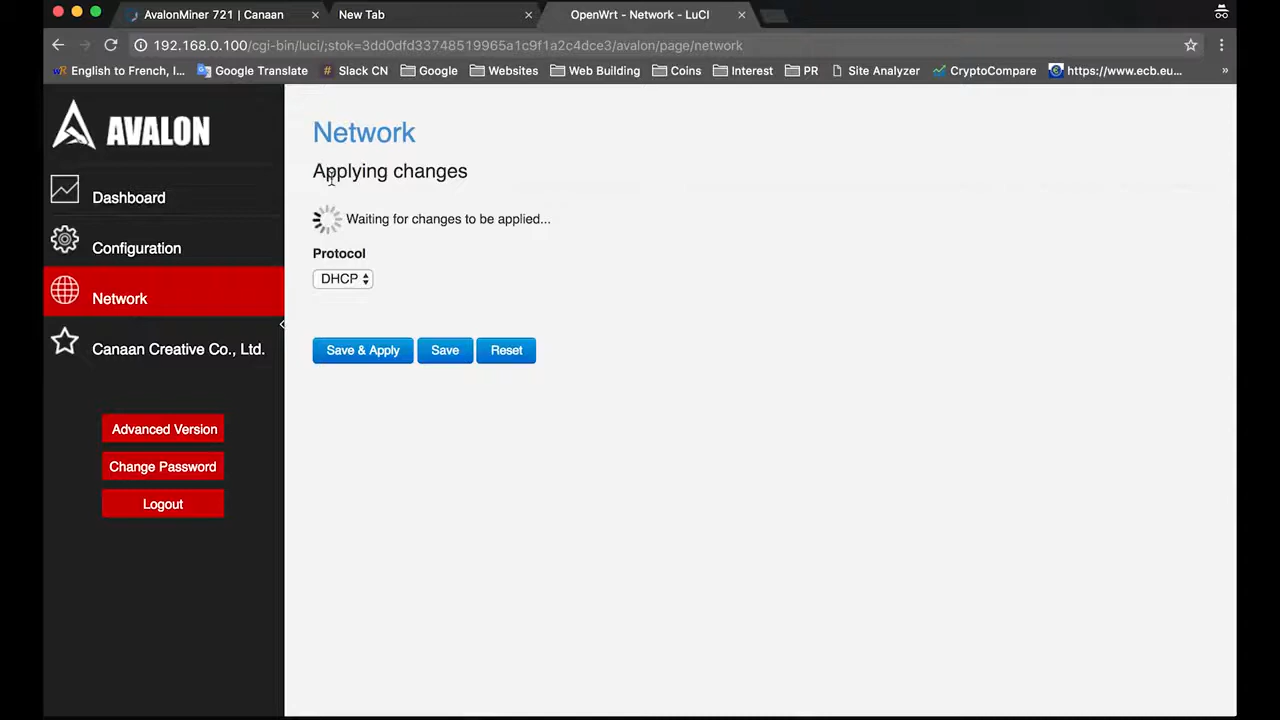 AvalonMiner 721 | Canaan
New Tab
OpenWrt - Network - LuCI
192.168.0.100/cgi-bin/luci/;stok=3dd0dfd33748519965a1c9f1a2c4dce3/avalon/page/network
English to French, I...
Google Translate
Slack CN
Google
Websites
Web Building
Coins
Interest
PR
Site Analyzer
CryptoCompare
https://www.ecb.eu...
»
AVALON
Dashboard
Configuration
Network
Canaan Creative Co., Ltd.
Advanced Version
Change Password
Logout
Network
Applying changes
Waiting for changes to be applied...
Protocol
DHCP
Save & Apply
Save
Reset